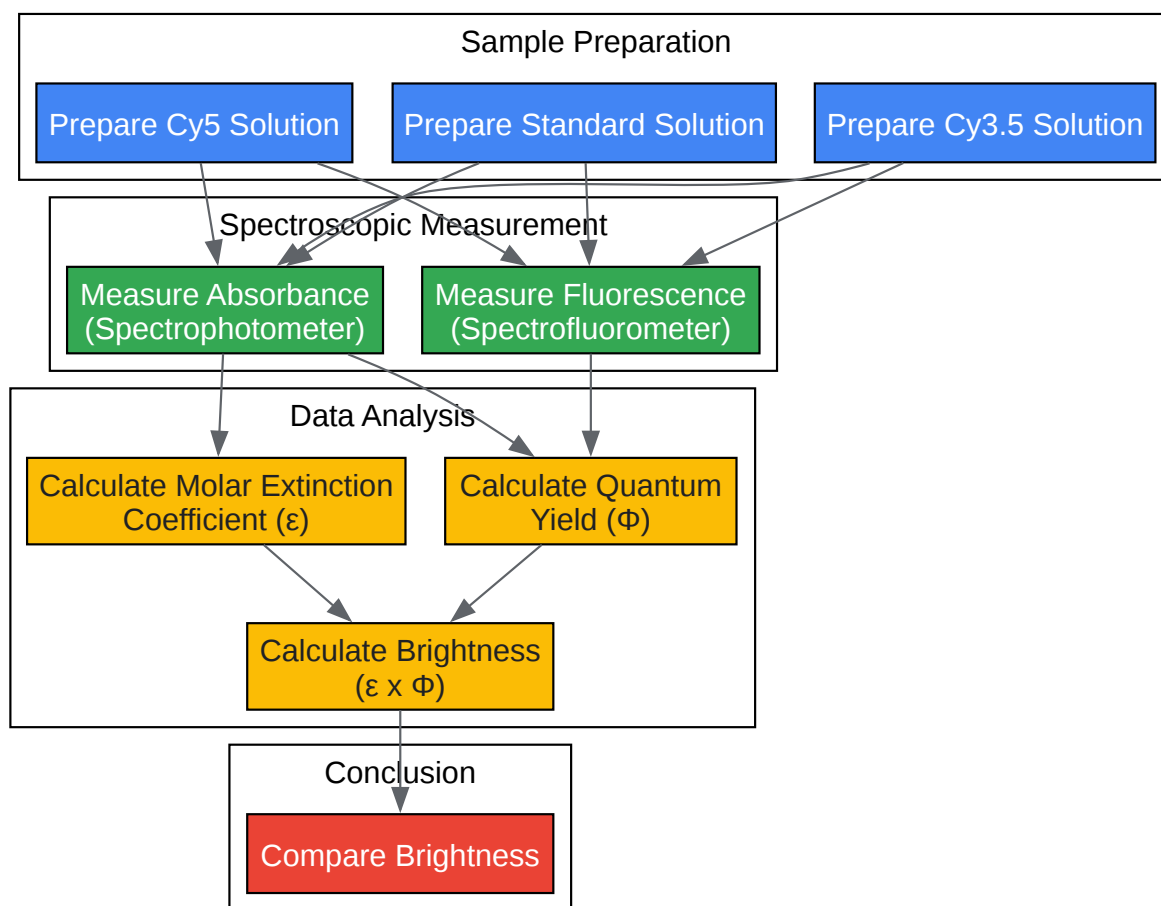 Sample Preparation
Prepare Cy5 Solution
Prepare Standard Solution
Prepare Cy3.5 Solution
Spectroscopic Measurement
Measure Absorbance
(Spectrophotometer)
Measure Fluorescence
(Spectrofluorometer)
Data Analysis
Calculate Molar Extinction
Coefficient (ε)
Calculate Quantum
Yield (Φ)
Calculate Brightness
(ε x Φ)
Conclusion
Compare Brightness